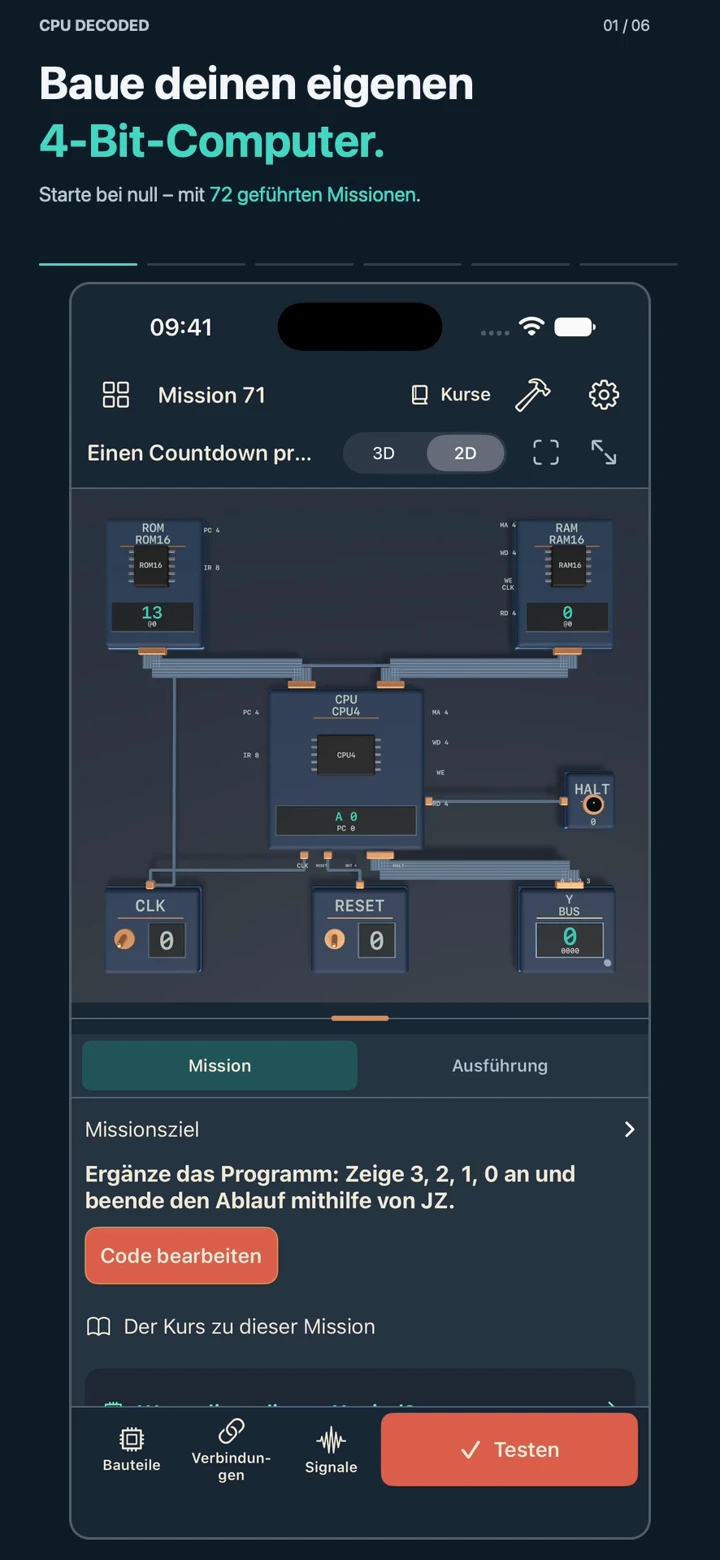 CPU DECODED
01 / 06
Baue deinen eigenen
4-Bit-Computer.
Starte bei null – mit 72 geführten Missionen.
09:41
Mission 71
Kurse
Einen Countdown pr...
3D
2D
ROM
ROM16
PC 4
ROM16
IR 8
13
@0
MA 4
RAM
RAM16
WD 4
RAM16
WE
CLK
RD 4
0
@0
PC 4
CPU
CPU4
MA 4
WD 4
IR 8
CPU4
WE
RD 4
A 0
PC 0
HALT
0
CLK
RESET
HALT
CLK
0
RESET
0
Y
BUS
0
0000
Mission
Ausführung
Missionsziel
Ergänze das Programm: Zeige 3, 2, 1, 0 an und
beende den Ablauf mithilfe von JZ.
Code bearbeiten
Der Kurs zu dieser Mission
Bauteile
Verbindun-
gen
Signale
Testen